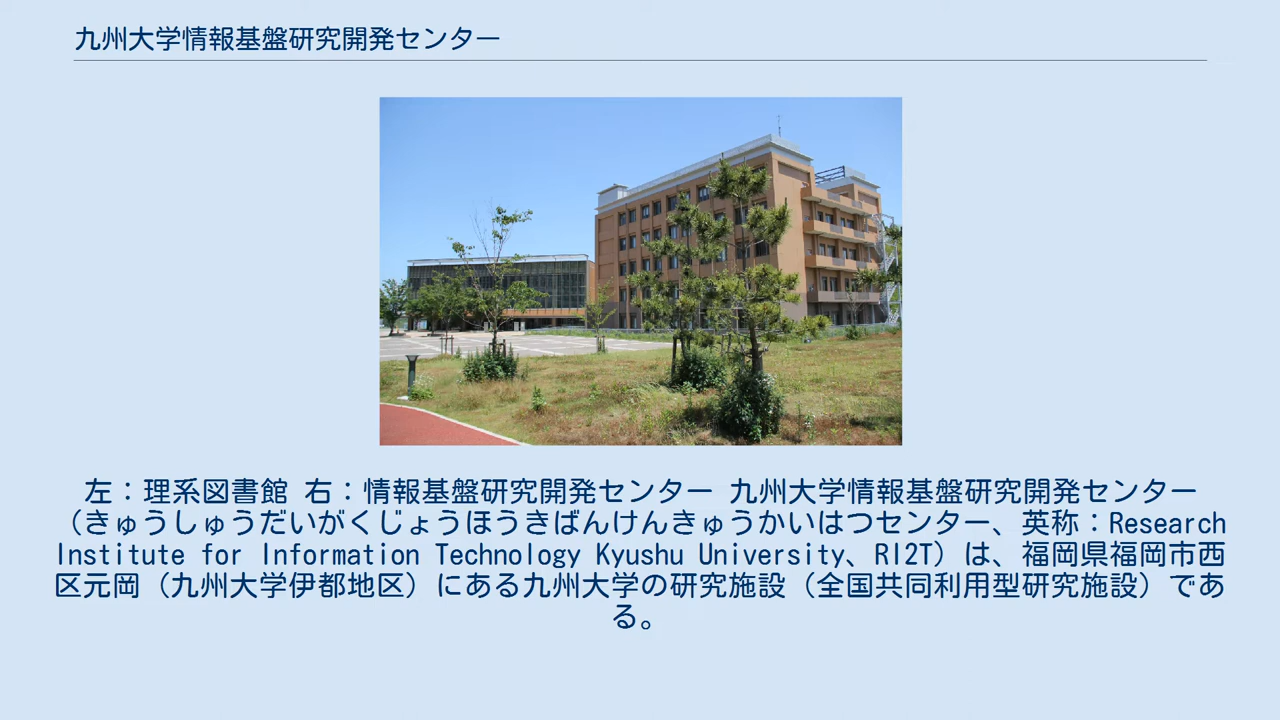 九州大学情報基盤研究開発センター
左：理系図書館 右：情報基盤研究開発センター 九州大学情報基盤研究開発センター
（きゅうしゅうだいがくじょうほうきばんけんきゅうかいはつセンター、英称：Research
Institute for Information Technology Kyushu University、RI2T）は、福岡県福岡市西
区元岡（九州大学伊都地区）にある九州大学の研究施設（全国共同利用型研究施設）であ
る。